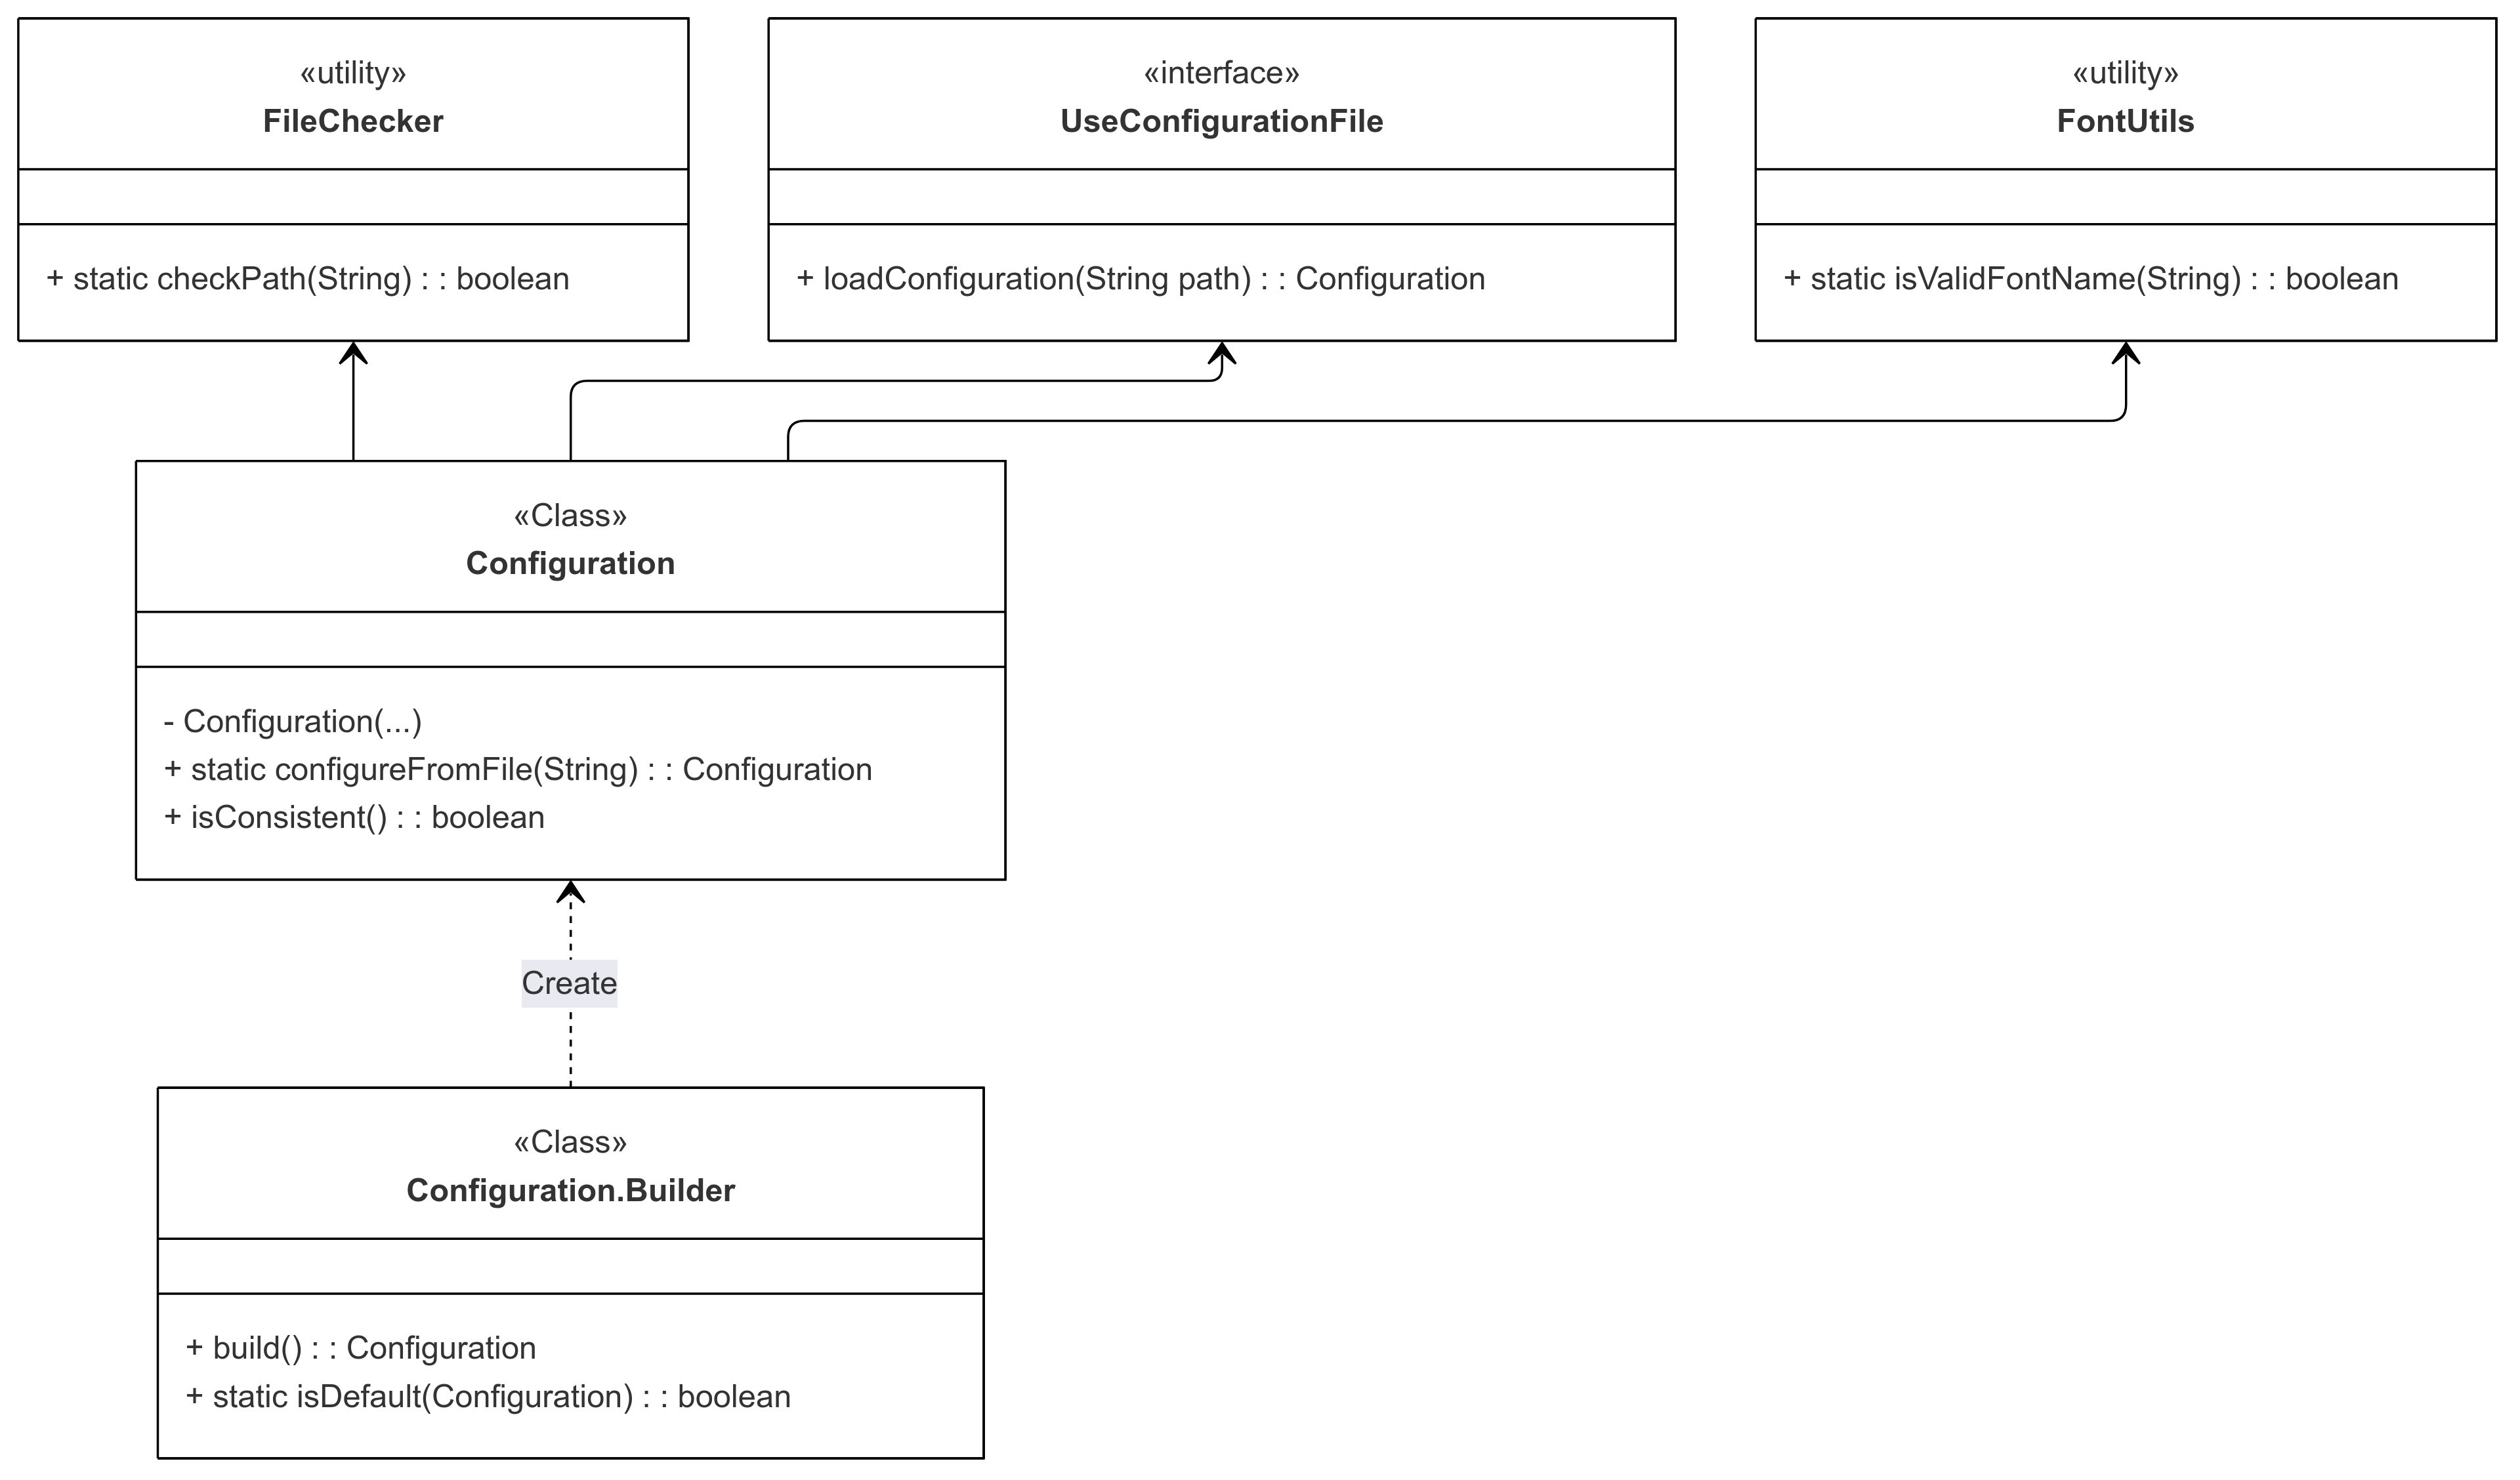 «utility»
FileChecker
+ static checkPath(String) : : boolean
«interface»
UseConfigurationFile
+ loadConfiguration(String path) : : Configuration
«utility»
FontUtils
+ static isValidFontName(String) : : boolean
«Class»
Configuration
- Configuration(...)
+ static configureFromFile(String) : : Configuration
+ isConsistent() : : boolean
Create
«Class»
Configuration.Builder
+ build() : : Configuration
+ static isDefault(Configuration) : : boolean